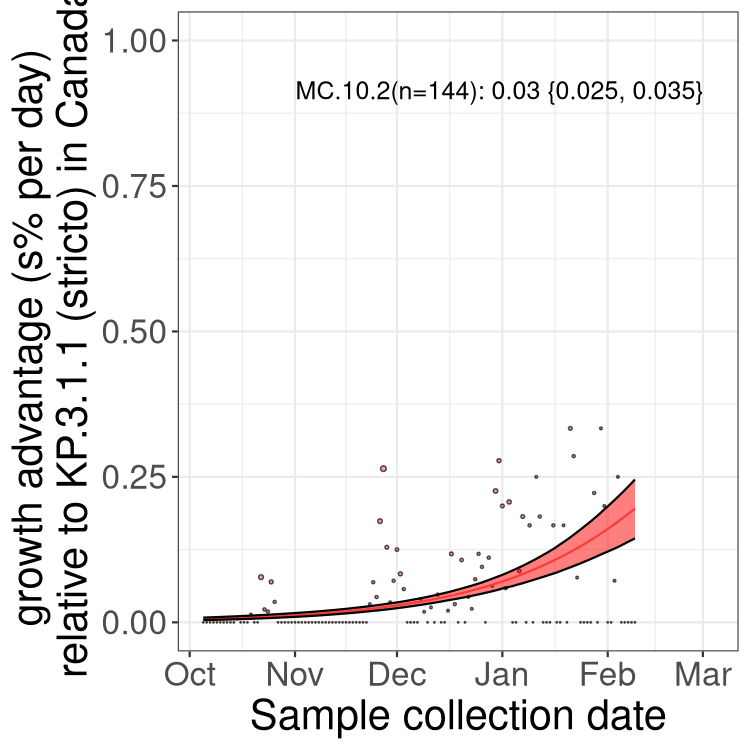 growth advantage (s% per day)
relative to KP.3.1.1 (stricto) in Canada
1.00
0.75
0.50
0.25
0.00
MC.10.2(n=144): 0.03 {0.025, 0.035}
Oct Nov Dec Jan Feb Mar
Sample collection date